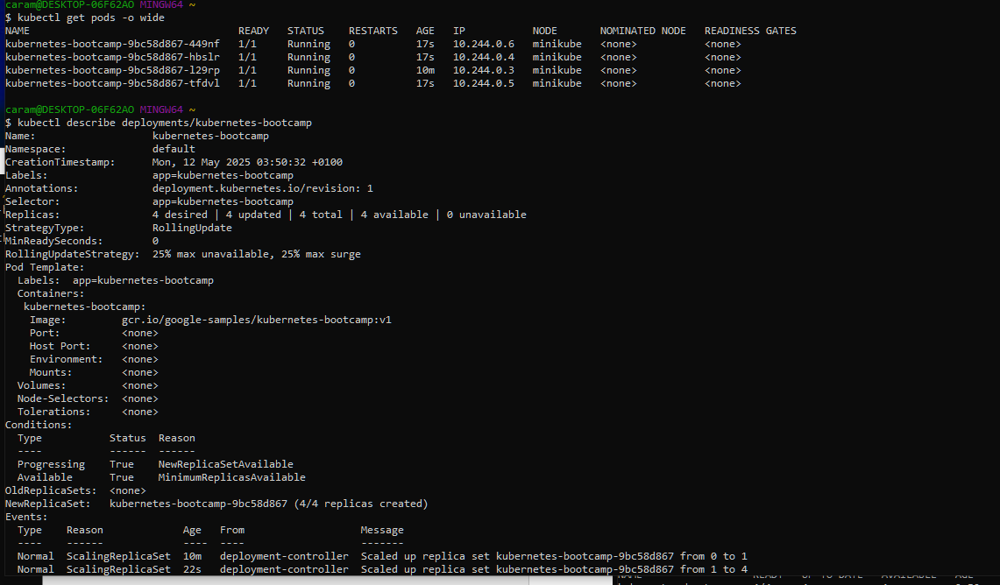 caram@DESKTOP-06F62AO MINGW64 ~
$ kubectl get pods -o wide
NAME                                  READY   STATUS    RESTARTS   AGE   IP           NODE       NOMINATED NODE   READINESS GATES
kubernetes-bootcamp-9bc58d867-449nf   1/1     Running   0          17s   10.244.0.6   minikube   <none>           <none>
kubernetes-bootcamp-9bc58d867-hbslr   1/1     Running   0          17s   10.244.0.4   minikube   <none>           <none>
kubernetes-bootcamp-9bc58d867-l29rp   1/1     Running   0          10m   10.244.0.3   minikube   <none>           <none>
kubernetes-bootcamp-9bc58d867-tfdvl   1/1     Running   0          17s   10.244.0.5   minikube   <none>           <none>
caram@DESKTOP-06F62AO MINGW64 ~
$ kubectl describe deployments/kubernetes-bootcamp
Name:                   kubernetes-bootcamp
Namespace:              default
CreationTimestamp:      Mon, 12 May 2025 03:50:32 +0100
Labels:                 app=kubernetes-bootcamp
Annotations:            deployment.kubernetes.io/revision: 1
Selector:               app=kubernetes-bootcamp
Replicas:               4 desired | 4 updated | 4 total | 4 available | 0 unavailable
StrategyType:           RollingUpdate
MinReadySeconds:        0
RollingUpdateStrategy:  25% max unavailable, 25% max surge
Pod Template:
  Labels:  app=kubernetes-bootcamp
  Containers:
   kubernetes-bootcamp:
    Image:         gcr.io/google-samples/kubernetes-bootcamp:v1
    Port:          <none>
    Host Port:     <none>
    Environment:   <none>
    Mounts:        <none>
  Volumes:         <none>
  Node-Selectors:  <none>
  Tolerations:     <none>
Conditions:
  Type           Status  Reason
  ----           ------  ------
  Progressing    True    NewReplicaSetAvailable
  Available      True    MinimumReplicasAvailable
OldReplicaSets:  <none>
NewReplicaSet:   kubernetes-bootcamp-9bc58d867 (4/4 replicas created)
Events:
  Type    Reason             Age   From                   Message
  ----    ------             ----  ----                   -------
  Normal  ScalingReplicaSet  10m   deployment-controller  Scaled up replica set kubernetes-bootcamp-9bc58d867 from 0 to 1
  Normal  ScalingReplicaSet  22s   deployment-controller  Scaled up replica set kubernetes-bootcamp-9bc58d867 from 1 to 4
NAME READY UP-TO-DATE AVAILABLE AGE